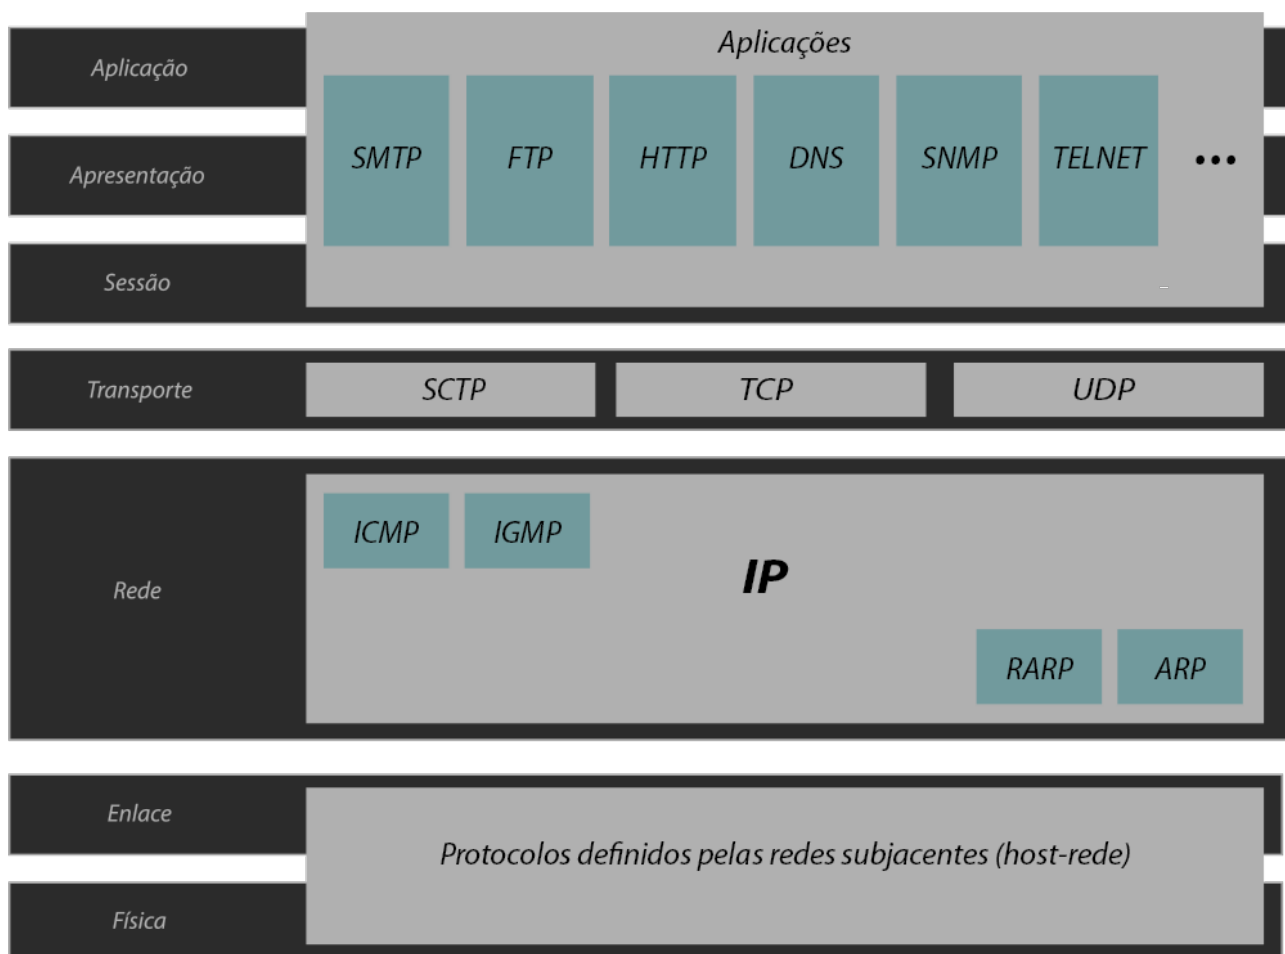 Aplicações
Aplicação
SMTP FTP HTTP DNS SNMP TELNET ...
Apresentação
Sessão
Transporte SCTP TCP UDP
ICMP IGMP
IP
Rede
RARP ARP
Enlace
Protocolos definidos pelas redes subjacentes (host-rede)
Física